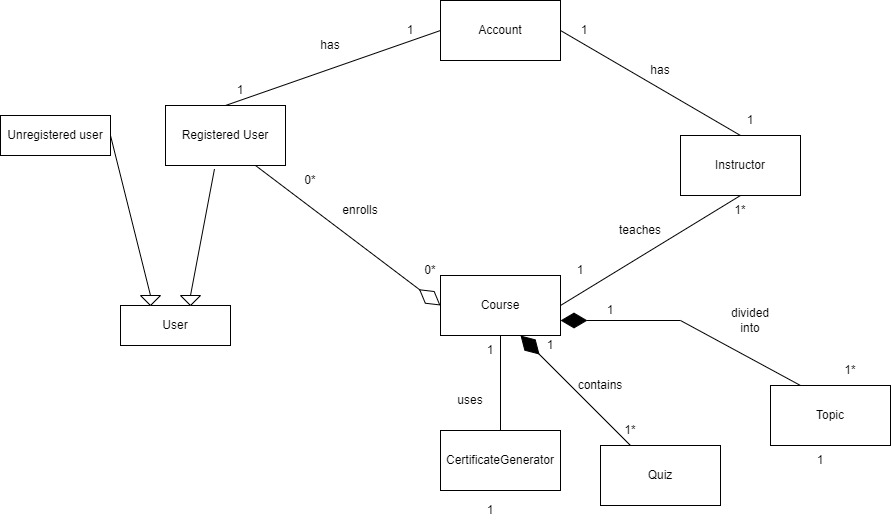 Account
1
1
has
has
1
1
Unregistered user
Registered User
Instructor
0*
1*
enrolls
teaches
0*
1
Course
User
1
divided
into
1
1
1*
contains
uses
Topic
1*
CertificateGenerator
1
Quiz
1